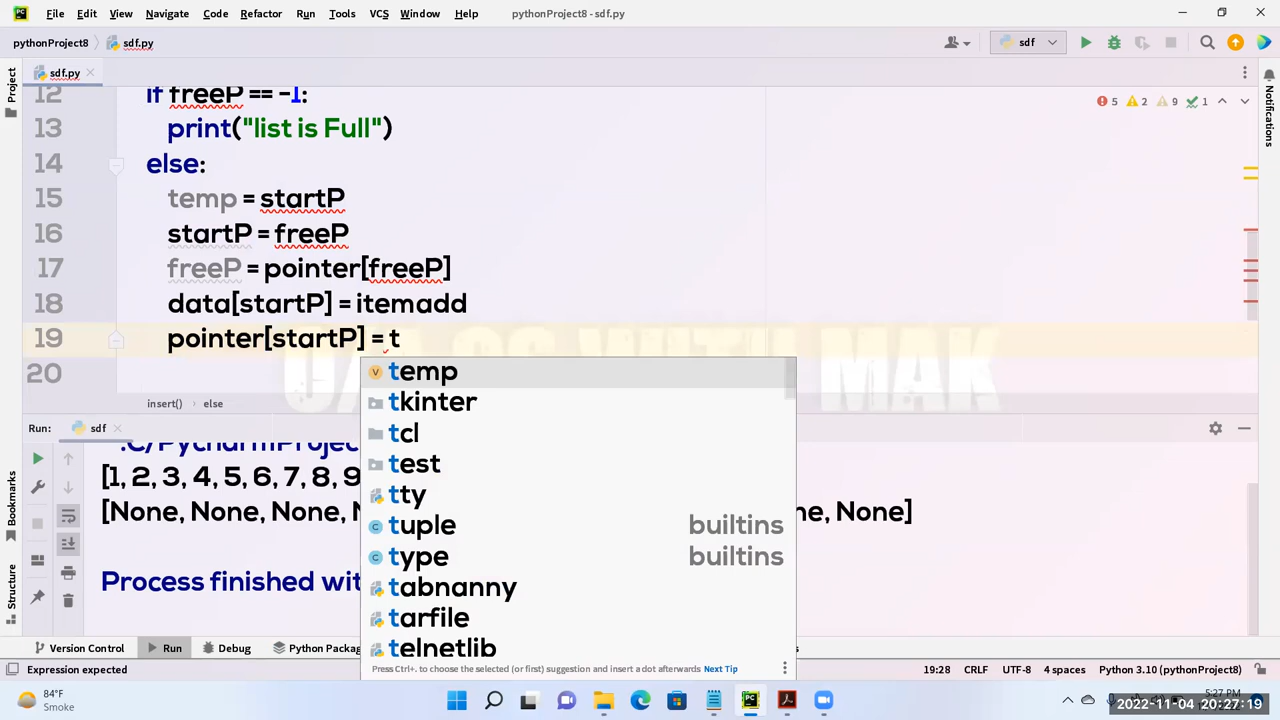 File Edit View Navigate Code Refactor Run Tools VCS Window Help pythonProject8 - sdf.py
pythonProject8 sdf.py sdf
Project
sdf.py
Notifications
12 if freeP == -1: 5 2 9 1
13 print("list is Full")
14 else:
15 temp = startP
16 startP = freeP
17 freeP = pointer[freeP]
18 data[startP] = itemadd
19 pointer[startP] = t
20
temp
insert() else
tkinter
Run: sdf
tcl
[1, 2, 3, 4, 5, 6, 7, 8, 9
test
tty
[None, None, None, N
ne, None]
tuple builtins
type builtins
Process finished wit
tabnanny
tarfile
telnetlib
Bookmarks
Structure
Version Control Run Debug Python Packag
Press Ctrl+. to choose the selected (or first) suggestion and insert a dot afterwards Next Tip
Expression expected 19:28 CRLF UTF-8 4 spaces Python 3.10 (pythonProject8)
84°F
Smoke
5:27 PM
2022-11-04 20:27:19